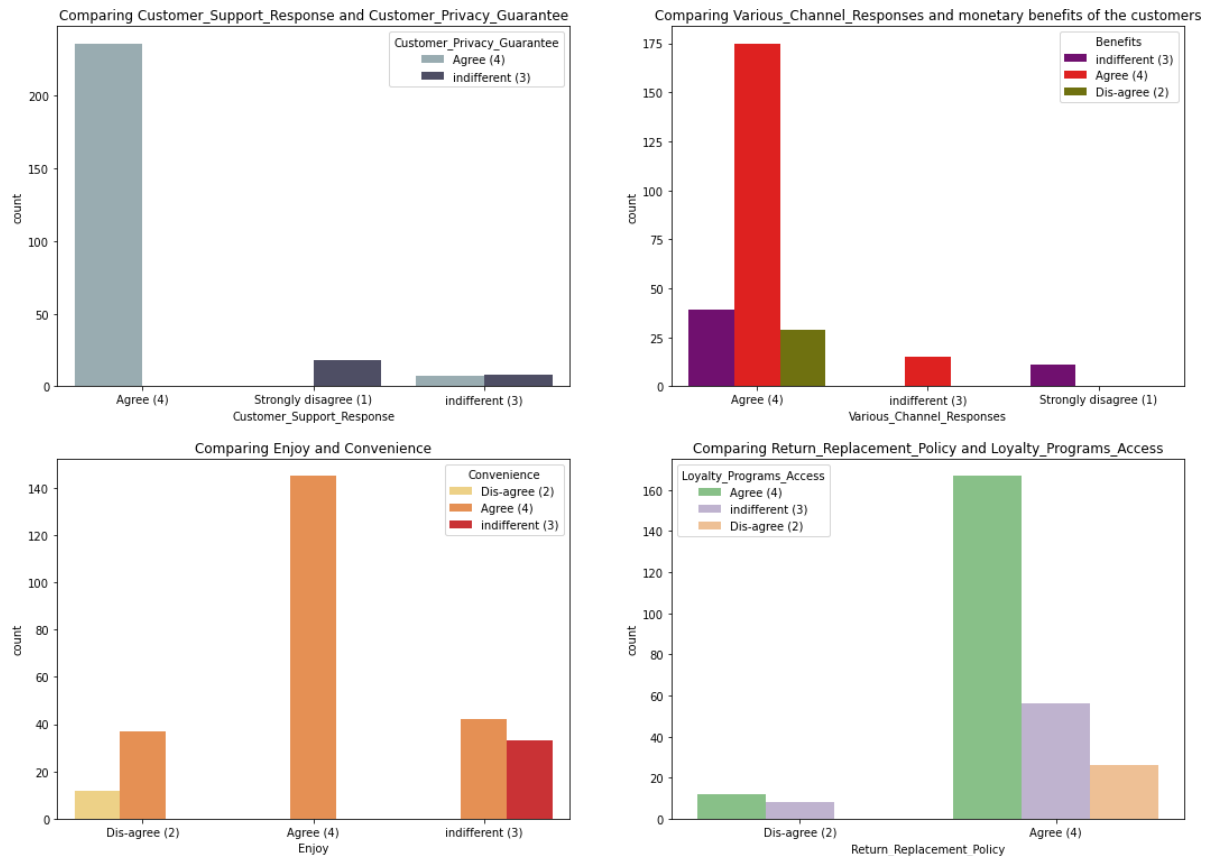 Comparing Customer_Support_Response and Customer_Privacy_Guarantee
Customer_Privacy_Guarantee
Agree (4)
indifferent (3)
200
150
100
50
0
count
Agree (4)
Strongly disagree (1)
indifferent (3)
Customer_Support_Response
Comparing Various_Channel_Responses and monetary benefits of the customers
Benefits
indifferent (3)
Agree (4)
Dis-agree (2)
175
150
125
100
75
50
25
0
count
Agree (4)
indifferent (3)
Strongly disagree (1)
Various_Channel_Responses
Comparing Enjoy and Convenience
Convenience
Dis-agree (2)
Agree (4)
indifferent (3)
140
120
100
80
60
40
20
0
count
Dis-agree (2)
Agree (4)
indifferent (3)
Enjoy
Comparing Return_Replacement_Policy and Loyalty_Programs_Access
Loyalty_Programs_Access
Agree (4)
indifferent (3)
Dis-agree (2)
160
140
120
100
80
60
40
20
0
count
Dis-agree (2)
Agree (4)
Return_Replacement_Policy